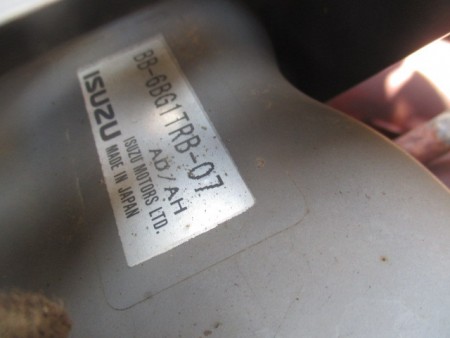 BB-6BG1TRB-07
AD/AH
ISUZU
ISUZU MOTORS LTD.
MADE IN JAPAN